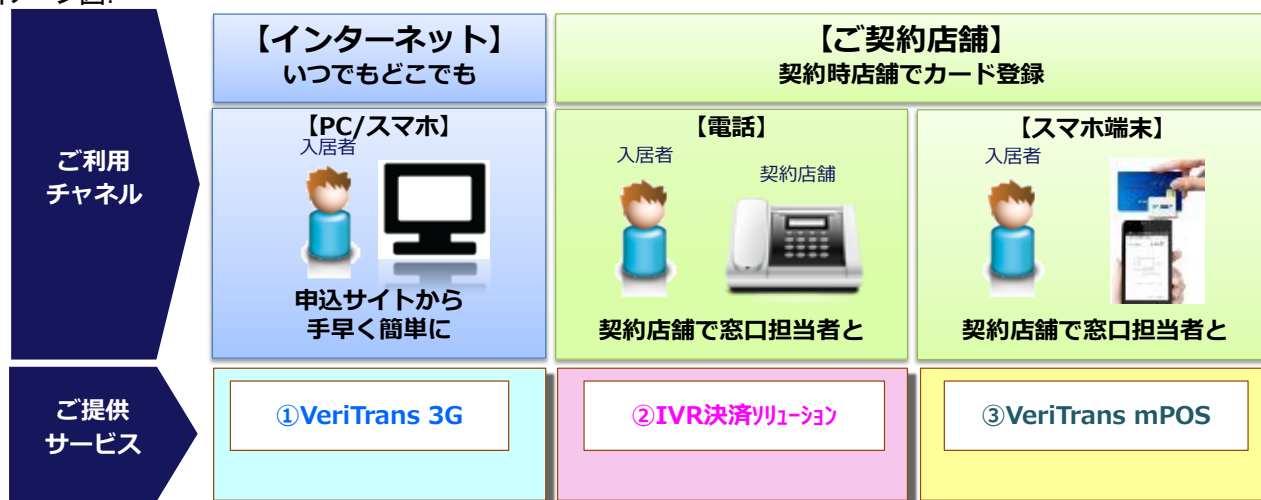 【インターネット】
いつでもどこでも
【ご契約店舗】
契約時店舗でカード登録
ご利用
チャネル
【PC/スマホ】
入居者
申込サイトから
手早く簡単に
【電話】
入居者
契約店舗
契約店舗で窓口担当者と
【スマホ端末】
入居者
契約店舗で窓口担当者と
ご提供
サービス
①VeriTrans 3G
②IVR決済ソリューション
③VeriTrans mPOS